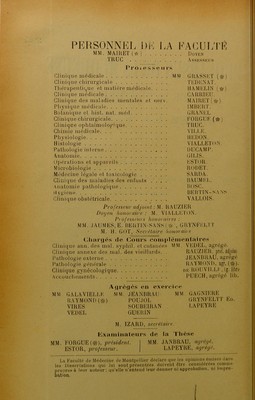 PERSONNEL DE LA FACULTÉ
MM. MAIRET (✻) Doyen
TRUC Assesseur
Professeurs
Clinique médicale MM GRASSET (✻)
Clinique chirurgicale TEDENAT.
Thérapeutique et matière médicale HAMELIN (✻)
Clinique médicale CARRIEU.
Clinique des maladies mentales et nerv. MAIRET (✻)
Physique médicale IMBERT.
Botanique et hist. nat. méd. GRANEL.
Clinique chirurgicale FORGUE (✻)
Clinique ophtalmologique TRUC.
Chimie médicale VILLE.
Physiologie HEDON.
Histologie VIALLETON.
Pathologie interne DUCAMP.
Anatomie GILIS.
Opérations et appareils ESTOR.
Microbiologie RODET.
Médecine légale et toxicologie SARDA.
Clinique des maladies des enfants BAUMEL.
Anatomie pathologique BOSC.
Hygiène BERTIN-SANS.
Clinique obstétricale VALLOIS.
Professeur adjoint : M. RAUZIER
Doyen honoraire : M. VIALLETON.
Professeurs honoraires :
MM. JAUMES, E. BERTIN-SANS (✻), GRYNFELTT
M. H. GOT, Secrétaire honoraire
Chargés de Cours complémentaires
Clinique ann. des mal. syphil. et cutanées MM. VEDEL, agrégé.
Clinique annexe des mal. des vieillards RAUZIER, prof. adjoint
Pathologie externe JEANBRAU, agrégé
Pathologie générale RAYMOND, agr. (✻)
Clinique gynécologique de ROUVILLE, agr. lib.
Accouchements PUECH, agrégé lib.
Agrégés en exercice
MM. GALAVIELLE MM. JEANBRAU MM. GAGNIERE
RAYMOND (✻) POUJOL GRYNFELTT Ed.
VIRES SOUBEIRAN LAPEYRE
VEDEL GUERIN
M. IZARD, secrétaire.
Examinateurs de la Thèse
MM. FORGUE (✻), président. MM. JANBRAU, agrégé.
ESTOR, professeur. LAPEYRE, agrégé.
La Faculté de Médecine de Montpellier déclare que les opinions émises dans
les Dissertations qui lui sont présentées doivent être considérées comme
propres à leur auteur ; qu'elle n'entend leur donner ni approbation, ni improbation.